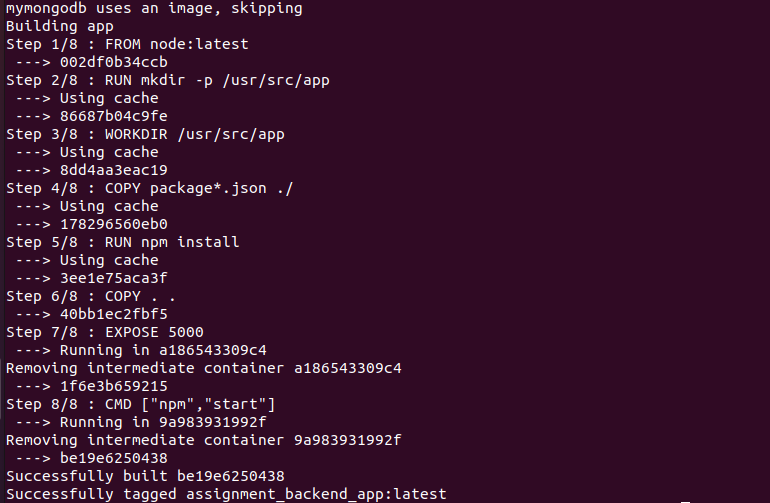 mymongodb uses an image, skipping
Building app
Step 1/8 : FROM node:latest
 ---> 002df0b34ccb
Step 2/8 : RUN mkdir -p /usr/src/app
 ---> Using cache
 ---> 86687b04c9fe
Step 3/8 : WORKDIR /usr/src/app
 ---> Using cache
 ---> 8dd4aa3eac19
Step 4/8 : COPY package*.json ./
 ---> Using cache
 ---> 178296560eb0
Step 5/8 : RUN npm install
 ---> Using cache
 ---> 3ee1e75aca3f
Step 6/8 : COPY . .
 ---> 40bb1ec2fbf5
Step 7/8 : EXPOSE 5000
 ---> Running in a186543309c4
Removing intermediate container a186543309c4
 ---> 1f6e3b659215
Step 8/8 : CMD ["npm","start"]
 ---> Running in 9a983931992f
Removing intermediate container 9a983931992f
 ---> be19e6250438
Successfully built be19e6250438
Successfully tagged assignment_backend_app:latest